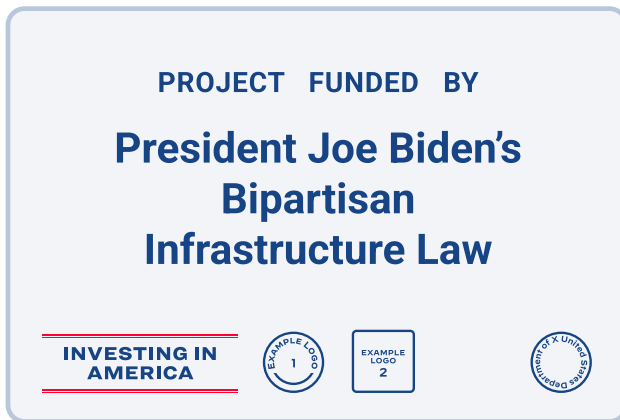 PROJECT FUNDED BY
President Joe Biden’s
Bipartisan
Infrastructure Law
INVESTING IN
AMERICA
EXAMPLE LOGO
1
EXAMPLE
LOGO
2
United States Department of X